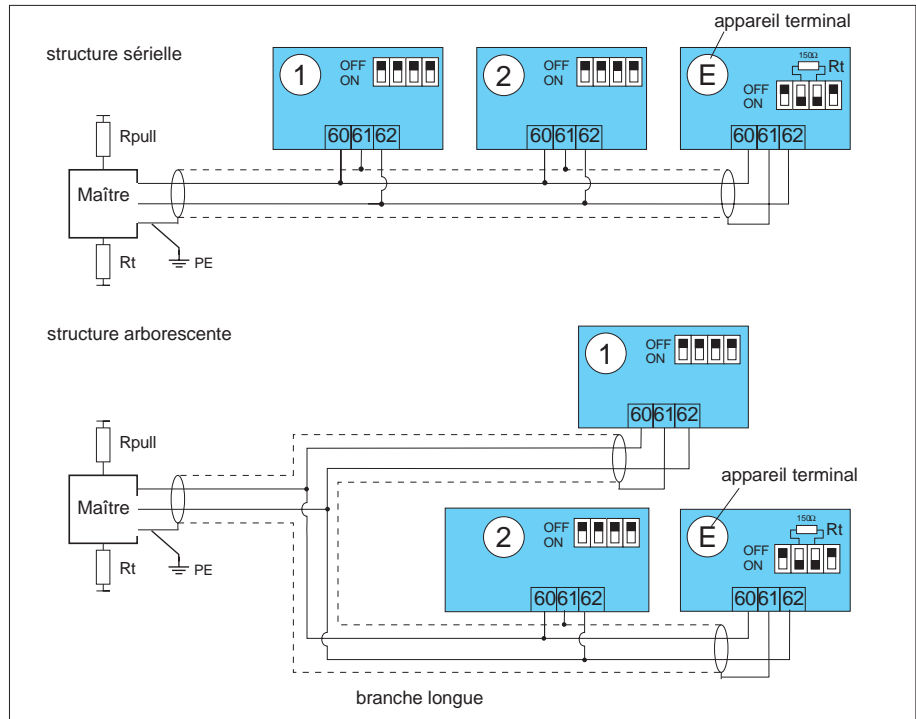 appareil terminal
structure sérielle
1
OFF
ON
2
OFF
ON
E
150Ω
Rt
OFF
ON
Rpull
60 61 62
60 61 62
60 61 62
Maître
Rt
PE
structure arborescente
1
OFF
ON
60 61 62
Rpull
appareil terminal
Maître
2
OFF
ON
E
150Ω
Rt
OFF
ON
Rt
PE
60 61 62
60 61 62
branche longue